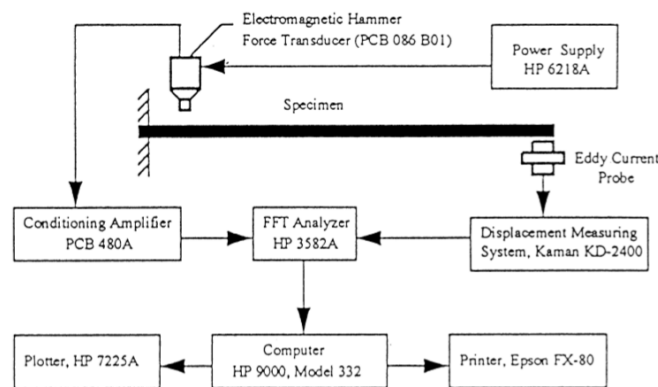 Electromagnetic Hammer
Force Transducer (PCB 086 B01)
Power Supply
HP 6218A
Specimen
Eddy Current
Probe
Conditioning Amplifier
PCB 480A
FFT Analyzer
HP 3582A
Displacement Measuring
System, Kaman KD-2400
Plotter, HP 7225A
Computer
HP 9000, Model 332
Printer, Epson FX-80